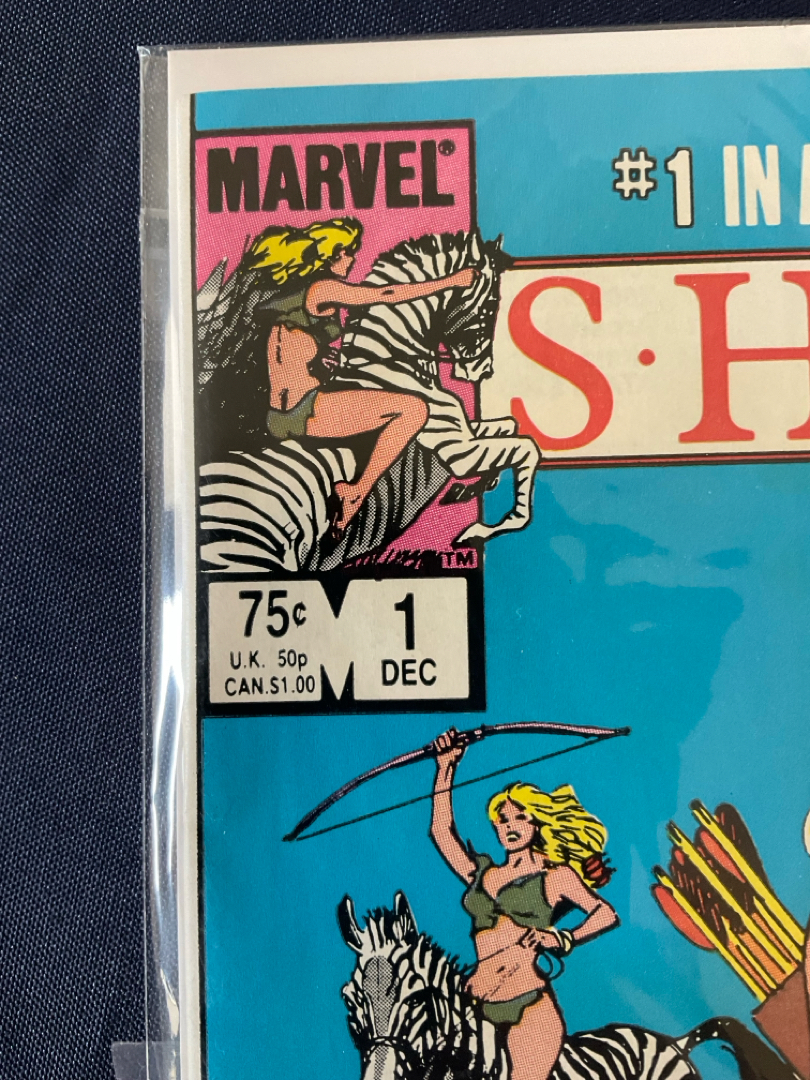 MARVEL®
#1 IN
S·H
TM
75¢
U.K. 50p
CAN.$1.00
1
DEC